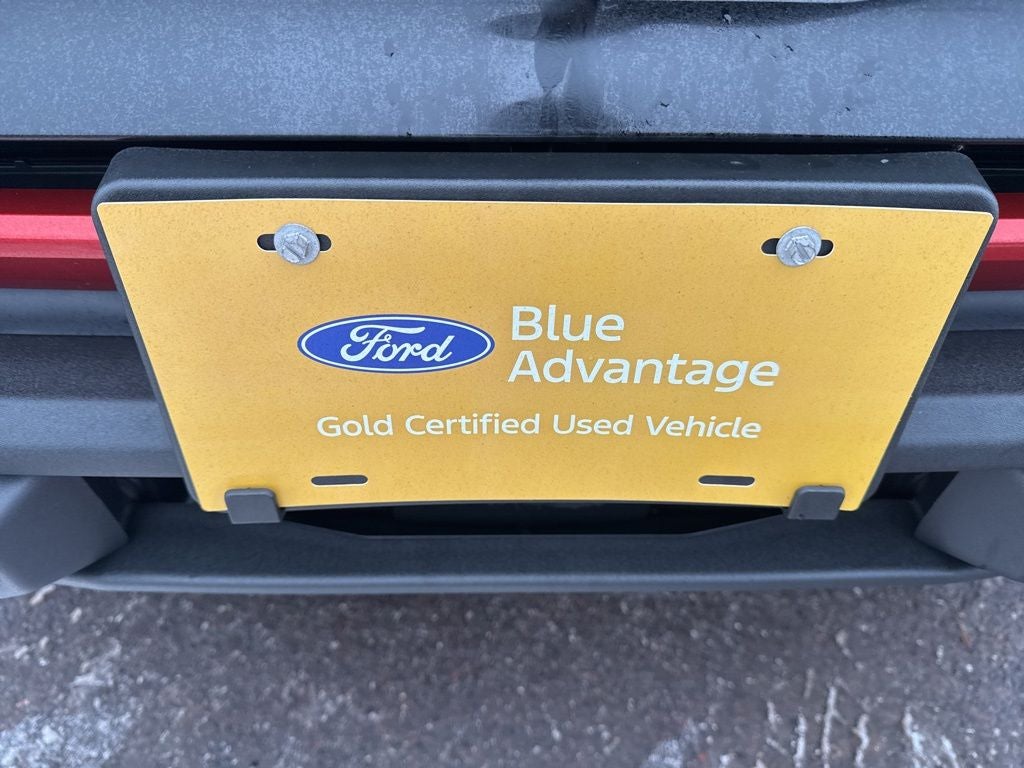 Ford
Blue
Advantage
Gold Certified Used Vehicle